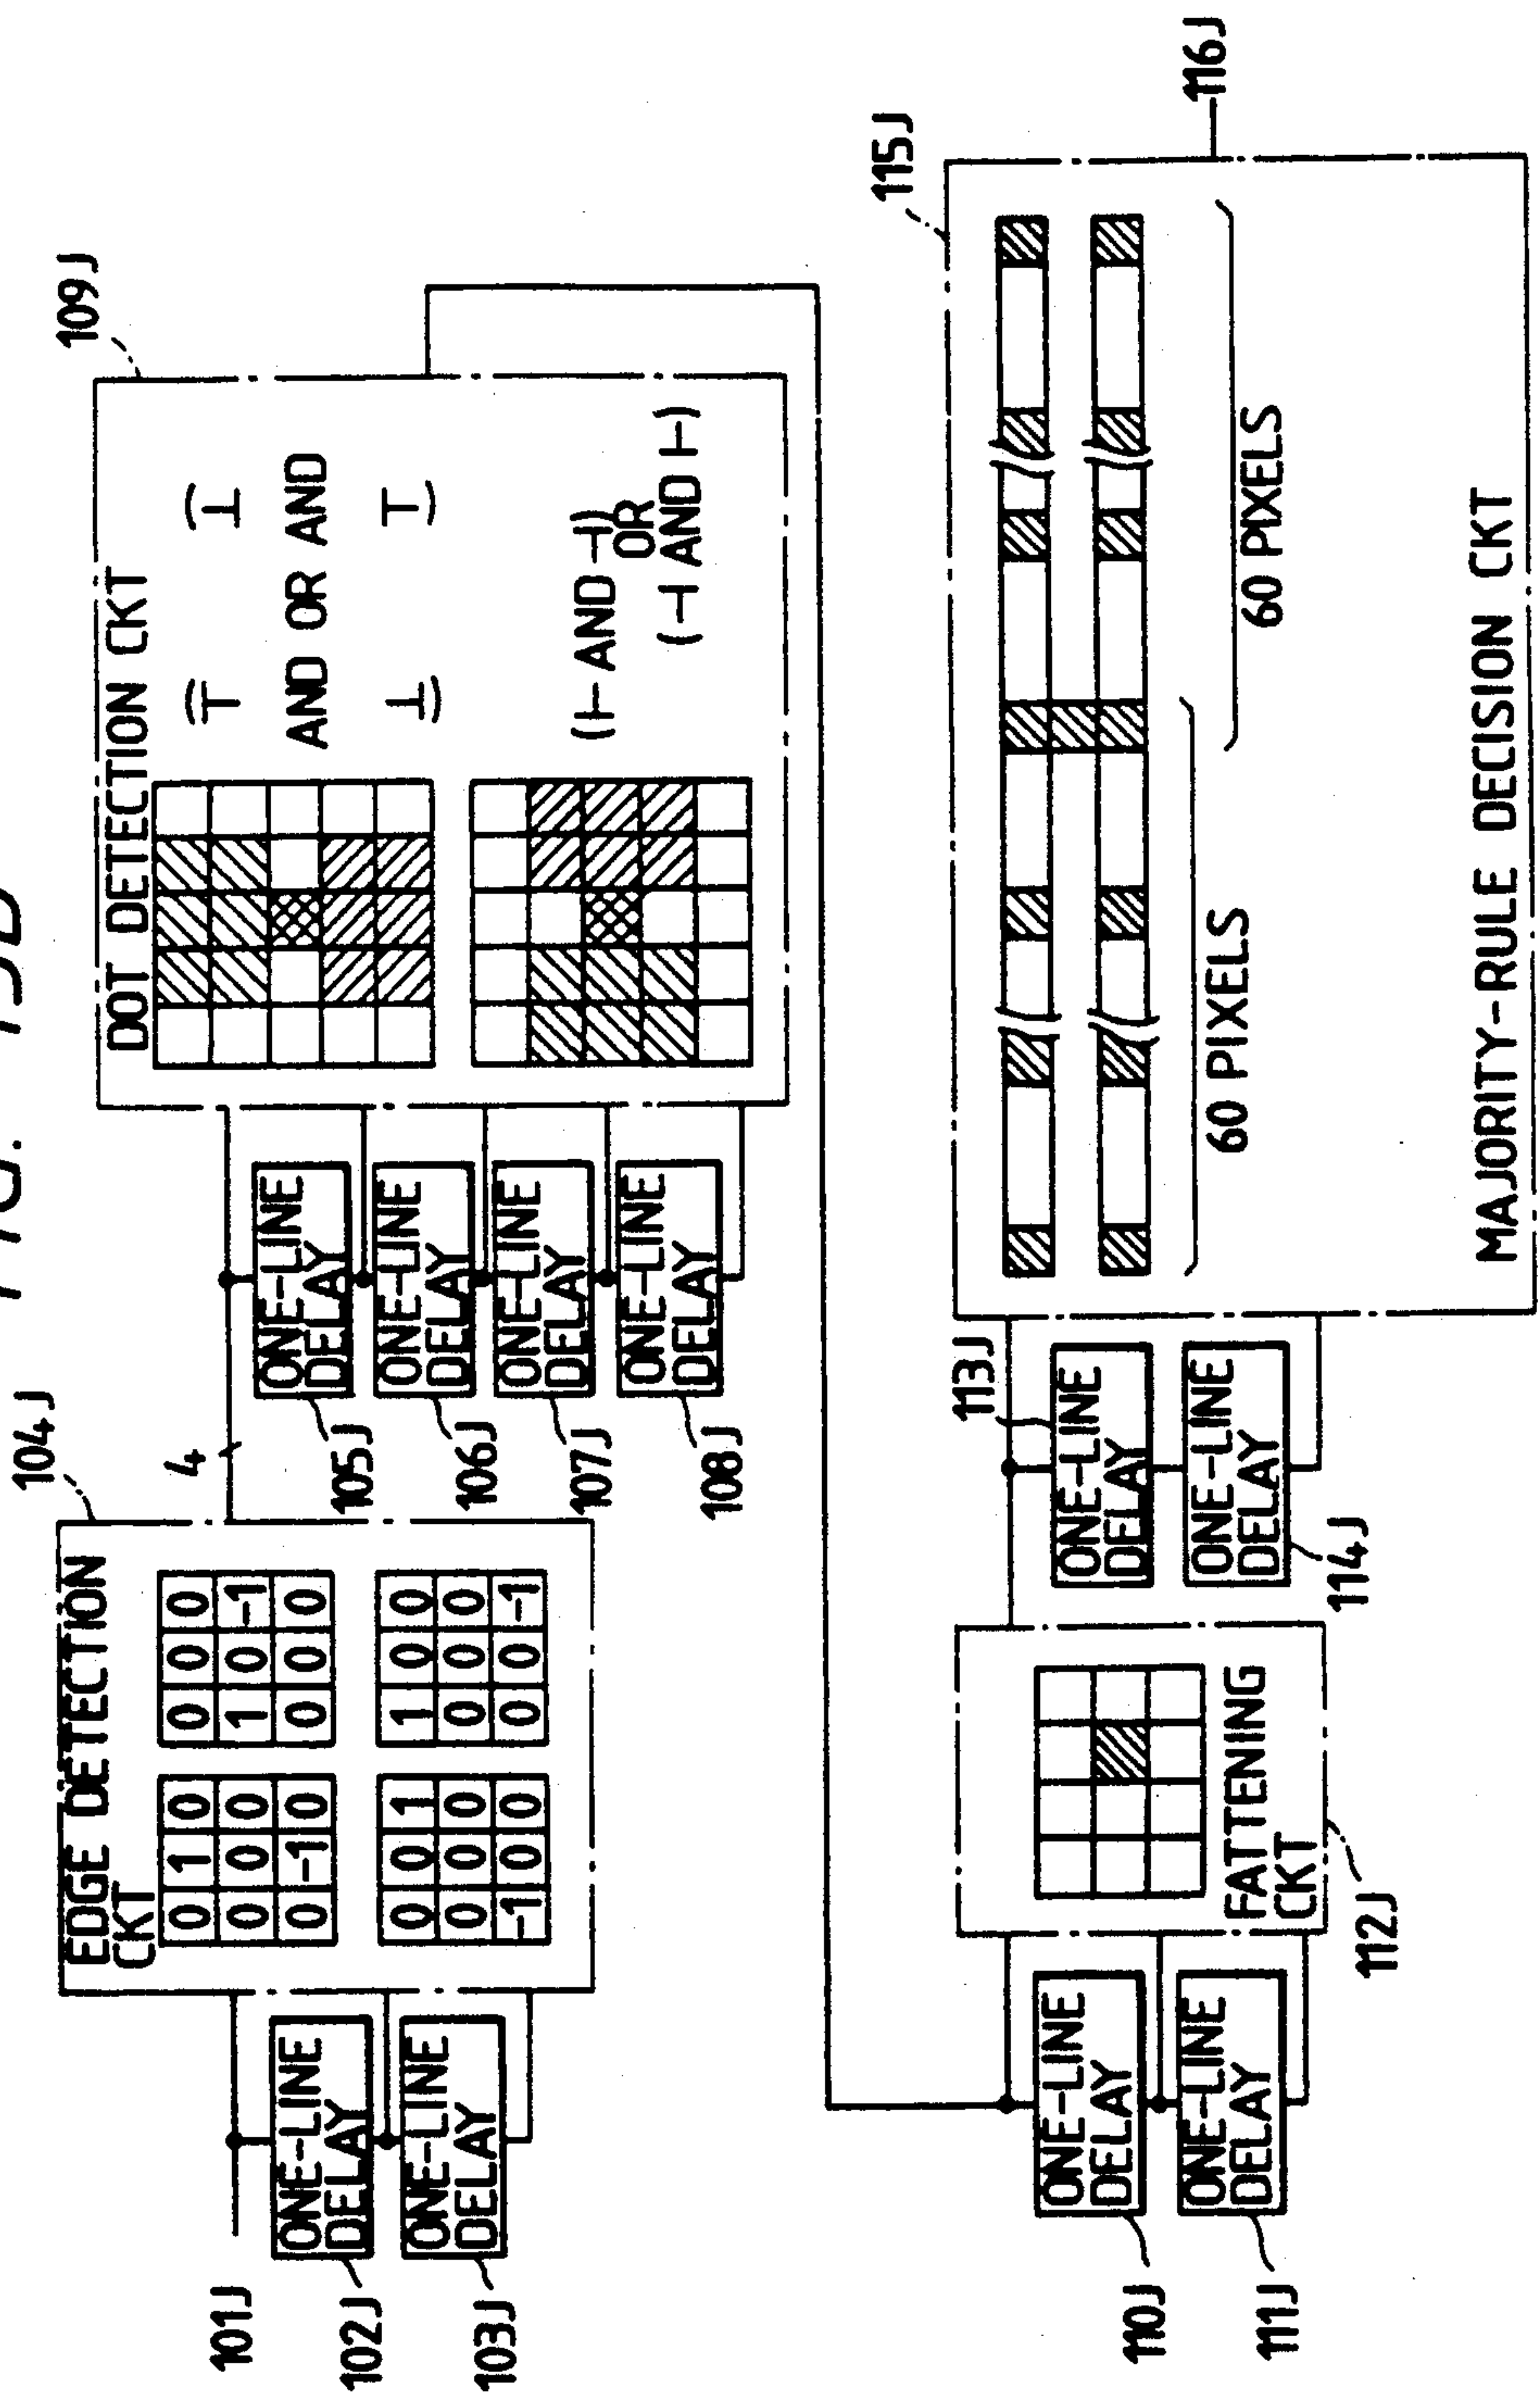 101J
102J
103J
ONE-LINE
DELAY
ONE-LINE
DELAY
104J
EDGE DETECTION
CKT
0 1 0
0 0 0
0 -1 0
0 0 0
1 0 -1
0 0 0
0 0 1
0 0 0
-1 0 0
1 0 0
0 0 0
0 0 -1
4
105J
106J
107J
108J
ONE-LINE
DELAY
ONE-LINE
DELAY
ONE-LINE
DELAY
ONE-LINE
DELAY
109J
DOT DETECTION CKT
(⊤ (⊥
AND OR AND
⊥) ⊤)
(⊢ AND ⊣)
OR
(⊣ AND ⊢)
110J
111J
ONE-LINE
DELAY
ONE-LINE
DELAY
112J
FATTENING
CKT
113J
114J
ONE-LINE
DELAY
ONE-LINE
DELAY
115J
60 PIXELS
60 PIXELS
MAJORITY-RULE DECISION CKT
116J